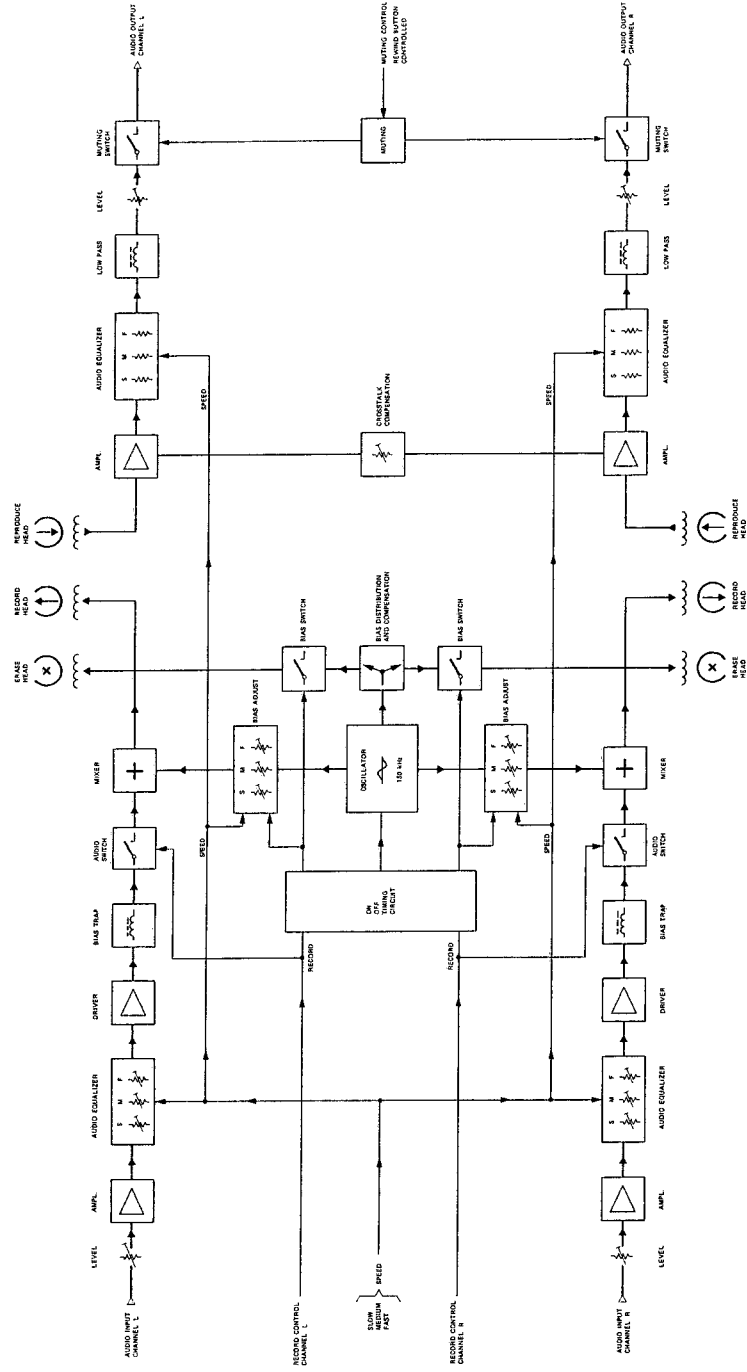 AUDIO INPUT
CHANNEL L
LEVEL
AMPL.
AUDIO EQUALIZER
S M F
DRIVER
BIAS TRAP
AUDIO
SWITCH
MIXER
ERASE
HEAD
RECORD
HEAD
REPRODUCE
HEAD
AMPL.
AUDIO EQUALIZER
S M F
LOW PASS
LEVEL
MUTING
SWITCH
AUDIO OUTPUT
CHANNEL L
SPEED
SPEED
BIAS ADJUST
S M F
BIAS SWITCH
RECORD CONTROL
CHANNEL L
RECORD
SLOW
MEDIUM
FAST
SPEED
ON
OFF
TIMING
CIRCUIT
OSCILLATOR
150 kHz
BIAS DISTRIBUTION
AND COMPENSATION
CROSSTALK
COMPENSATION
MUTING
MUTING CONTROL
REWIND BUTTON
CONTROLLED
RECORD CONTROL
CHANNEL R
RECORD
BIAS ADJUST
S M F
BIAS SWITCH
SPEED
SPEED
AUDIO INPUT
CHANNEL R
LEVEL
AMPL.
AUDIO EQUALIZER
S M F
DRIVER
BIAS TRAP
AUDIO
SWITCH
MIXER
ERASE
HEAD
RECORD
HEAD
REPRODUCE
HEAD
AMPL.
AUDIO EQUALIZER
S M F
LOW PASS
LEVEL
MUTING
SWITCH
AUDIO OUTPUT
CHANNEL R